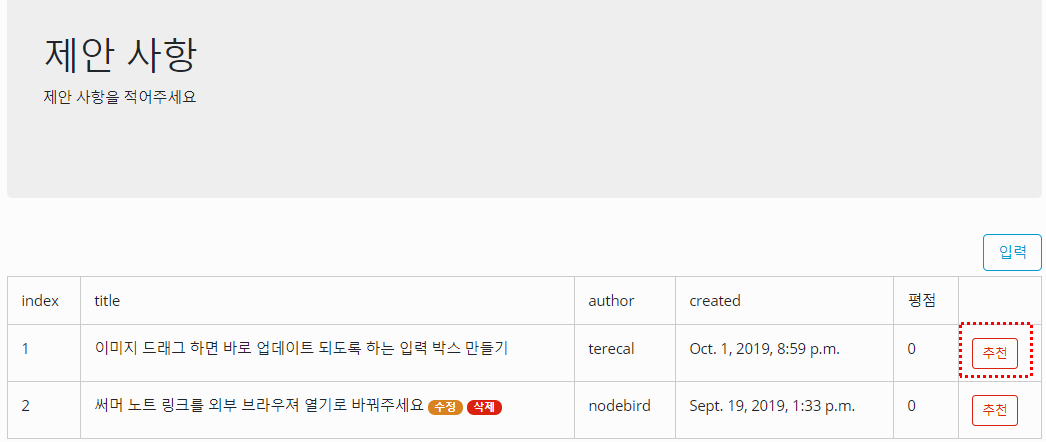 제안 사항
제안 사항을 적어주세요
입력
index title author created 평점
1 이미지 드래그 하면 바로 업데이트 되도록 하는 입력 박스 만들기 terecal Oct. 1, 2019, 8:59 p.m. 0 추천
2 써머 노트 링크를 외부 브라우져 열기로 바꿔주세요 수정 삭제 nodebird Sept. 19, 2019, 1:33 p.m. 0 추천